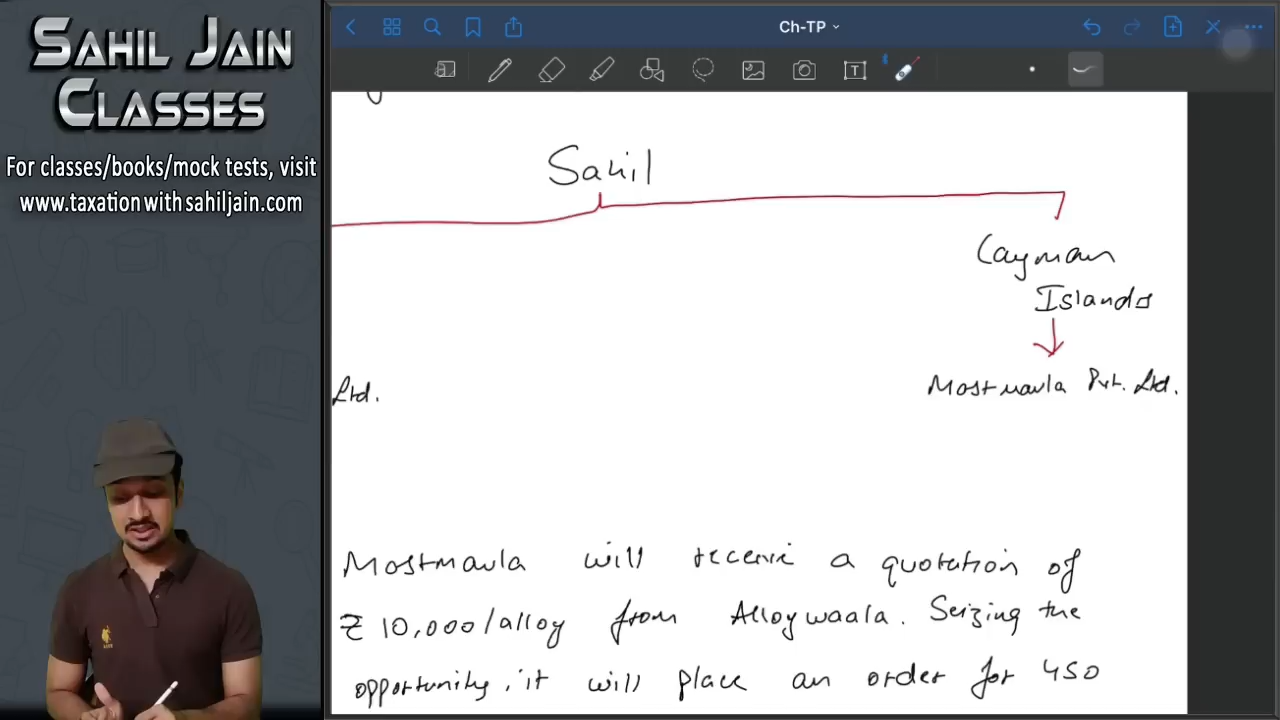 SAHIL JAIN
CLASSES
For classes/books/mock tests, visit
www.taxationwithsahiljain.com
Ch-TP
T
Sahil
Cayman
Islands
Ltd.
Mostmavla Pvt. Ltd.
Mostmavla will receive a quotation of
₹ 10,000/alloy from Alloywaala. Seizing the
opportunity, it will place an order for 450